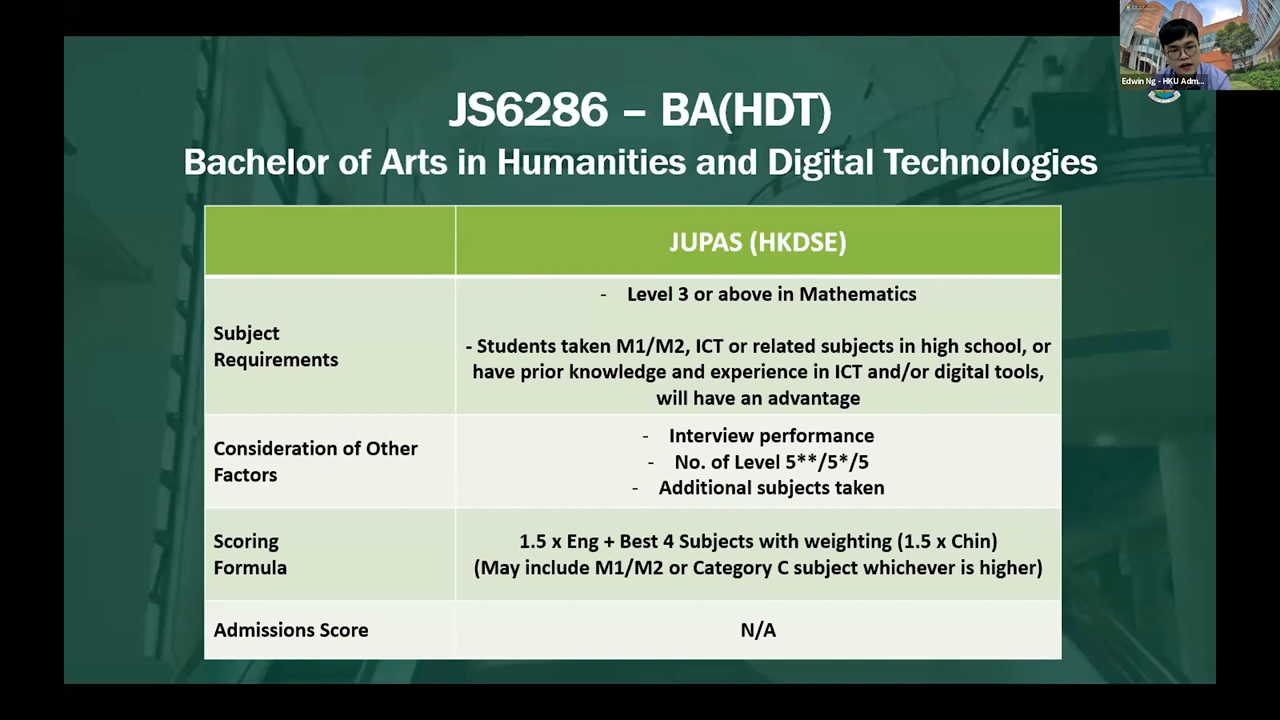 Edwin Ng - HKU Adm...
JS6286 – BA(HDT)
Bachelor of Arts in Humanities and Digital Technologies
JUPAS (HKDSE)
Subject
Requirements
- Level 3 or above in Mathematics
- Students taken M1/M2, ICT or related subjects in high school, or
have prior knowledge and experience in ICT and/or digital tools,
will have an advantage
Consideration of Other
Factors
- Interview performance
- No. of Level 5**/5*/5
- Additional subjects taken
Scoring
Formula
1.5 x Eng + Best 4 Subjects with weighting (1.5 x Chin)
(May include M1/M2 or Category C subject whichever is higher)
Admissions Score
N/A